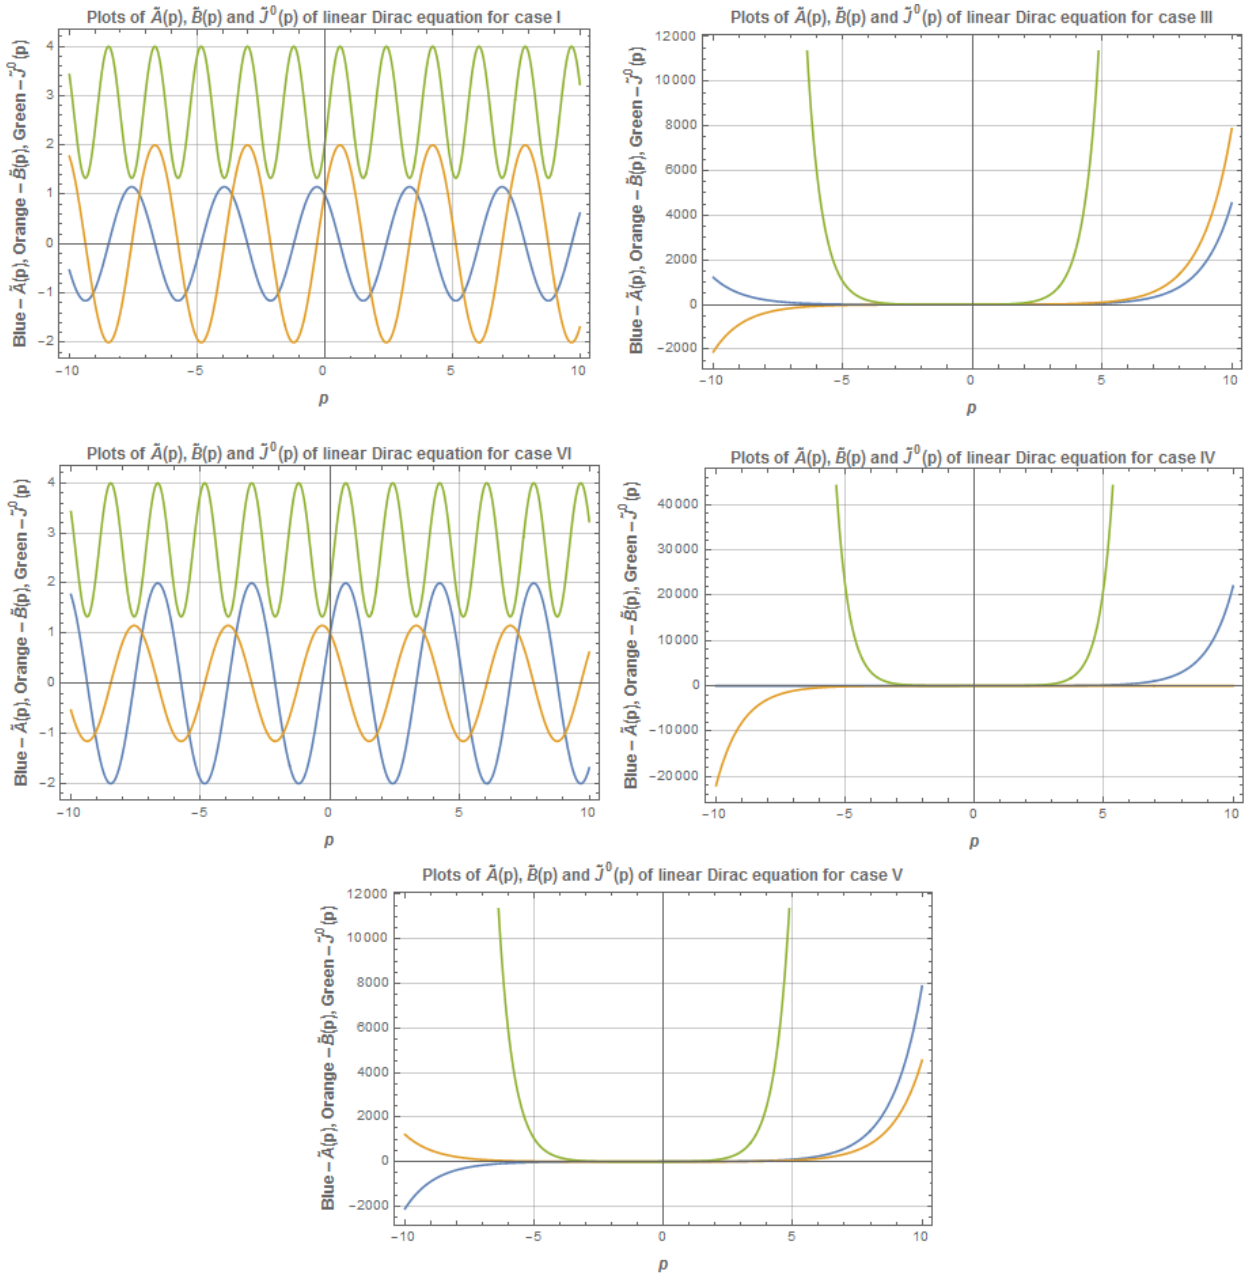 Plots of Ã(p), B̃(p) and J̃⁰(p) of linear Dirac equation for case I
Blue – Ã(p), Orange – B̃(p), Green – J̃⁰(p)
4
3
2
1
0
−1
−2
−10 −5 0 5 10
p
Plots of Ã(p), B̃(p) and J̃⁰(p) of linear Dirac equation for case III
Blue – Ã(p), Orange – B̃(p), Green – J̃⁰(p)
12000
10000
8000
6000
4000
2000
0
−2000
−10 −5 0 5 10
p
Plots of Ã(p), B̃(p) and J̃⁰(p) of linear Dirac equation for case VI
Blue – Ã(p), Orange – B̃(p), Green – J̃⁰(p)
4
3
2
1
0
−1
−2
−10 −5 0 5 10
p
Plots of Ã(p), B̃(p) and J̃⁰(p) of linear Dirac equation for case IV
Blue – Ã(p), Orange – B̃(p), Green – J̃⁰(p)
40000
30000
20000
10000
0
−10000
−20000
−10 −5 0 5 10
p
Plots of Ã(p), B̃(p) and J̃⁰(p) of linear Dirac equation for case V
Blue – Ã(p), Orange – B̃(p), Green – J̃⁰(p)
12000
10000
8000
6000
4000
2000
0
−2000
−10 −5 0 5 10
p